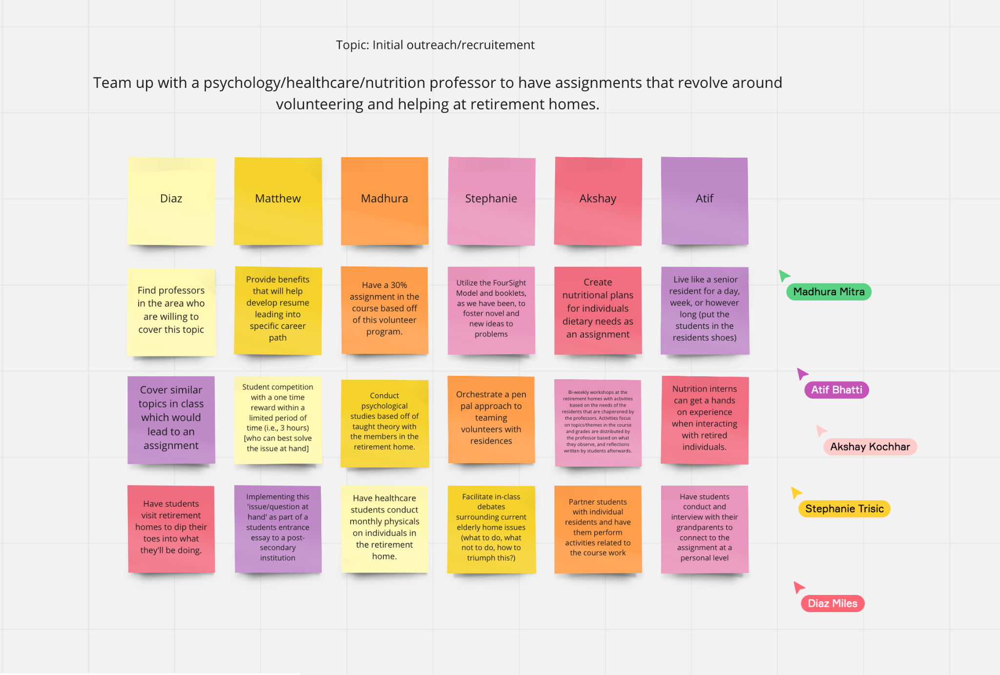 Topic: Initial outreach/recruitement
Team up with a psychology/healthcare/nutrition professor to have assignments that revolve around
volunteering and helping at retirement homes.
Diaz
Matthew
Madhura
Stephanie
Akshay
Atif
Find professors
in the area who
are willing to
cover this topic
Provide benefits
that will help
develop resume
leading into
specific career
path
Have a 30%
assignment in the
course based off
of this volunteer
program.
Utilize the FourSight
Model and booklets,
as we have been, to
foster novel and
new ideas to
problems
Create
nutritional plans
for individuals
dietary needs as
an assignment
Live like a senior
resident for a day,
week, or however
long (put the
students in the
residents shoes)
Madhura Mitra
Cover similar
topics in class
which would
lead to an
assignment
Student competition
with a one time
reward within a
limited period of
time (i.e., 3 hours)
[who can best solve
the issue at hand]
Conduct
psychological
studies based off of
taught theory with
the members in the
retirement home.
Orchestrate a pen
pal approach to
teaming
volunteers with
residences
Bi-weekly workshops at the
retirement homes with activities
based on the needs of the
residents that are chaperoned by
the professors. Activities focus
on topics/themes in the course
and grades are distributed by
the professor based on what
they observe, and reflections
written by students afterwards.
Nutrition interns
can get a hands
on experience
when interacting
with retired
individuals.
Atif Bhatti
Akshay Kochhar
Have students
visit retirement
homes to dip their
toes into what
they'll be doing.
Implementing this
'issue/question at
hand' as part of a
students entrance
essay to a post-
secondary
institution
Have healthcare
students conduct
monthly physicals
on individuals in
the retirement
home.
Facilitate in-class
debates
surrounding current
elderly home issues
(what to do, what
not to do, how to
triumph this?)
Partner students
with individual
residents and have
them perform
activities related to
the course work
Have students
conduct and
interview with their
grandparents to
connect to the
assignment at a
personal level
Stephanie Trisic
Diaz Miles